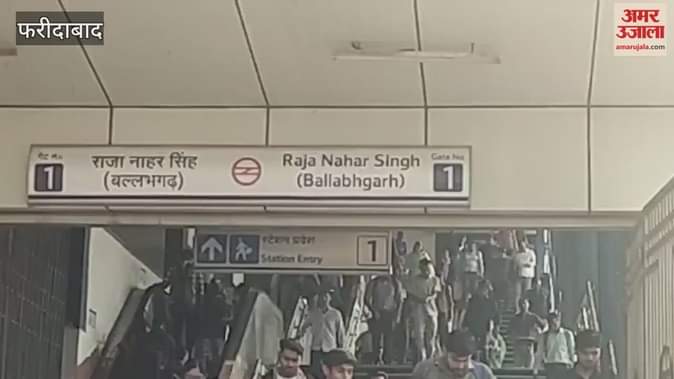 फरीदाबाद
अमर
उजाला
amarujala.com
गेट नं०
1
राजा नाहर सिंह
(बल्लभगढ़)
Raja Nahar Singh
(Ballabhgarh)
Gate No.
1
स्टेशन प्रवेश
Station Entry
1